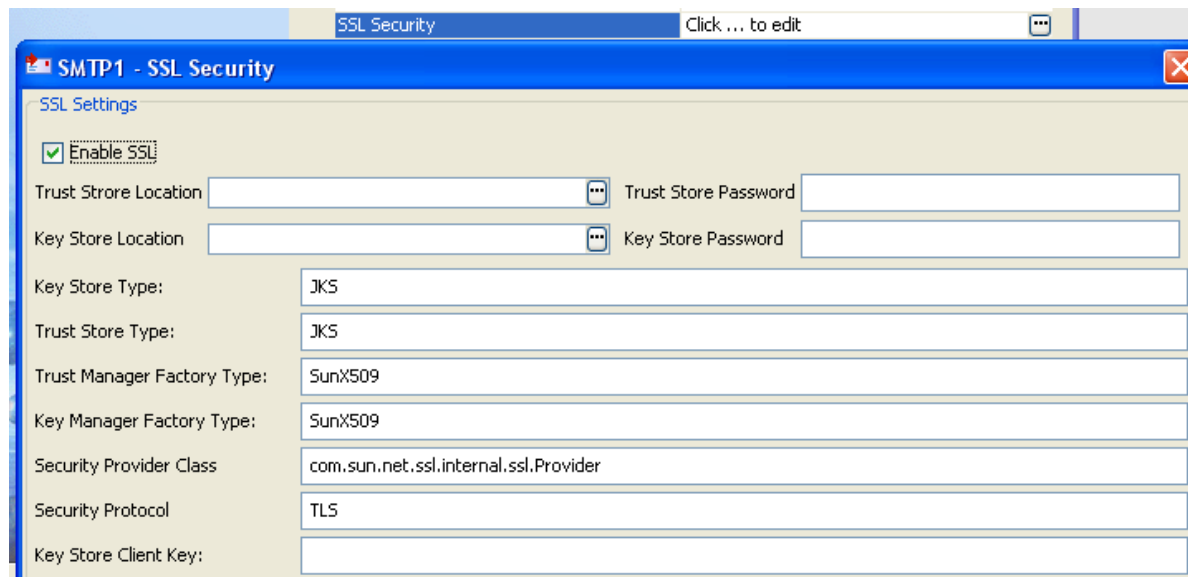 SSL Security Click ... to edit
SMTP1 - SSL Security
SSL Settings
Enable SSL
Trust Strore Location Trust Store Password
Key Store Location Key Store Password
Key Store Type: JKS
Trust Store Type: JKS
Trust Manager Factory Type: SunX509
Key Manager Factory Type: SunX509
Security Provider Class com.sun.net.ssl.internal.ssl.Provider
Security Protocol TLS
Key Store Client Key: